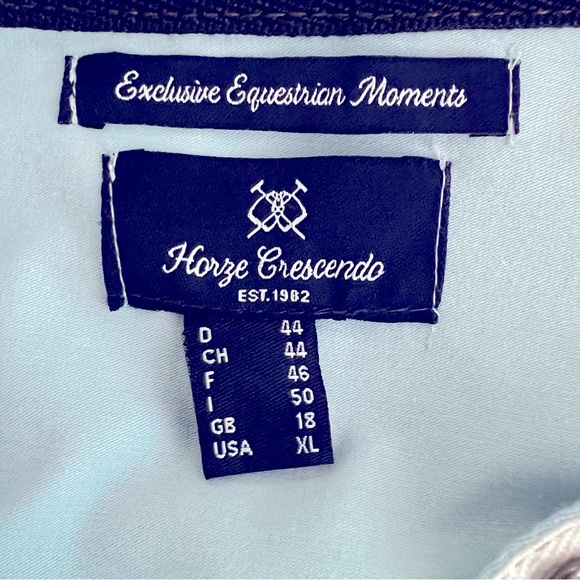 Exclusive Equestrian Moments
Horze Crescendo
EST.1982
D 44
CH 44
F 46
I 50
GB 18
USA XL